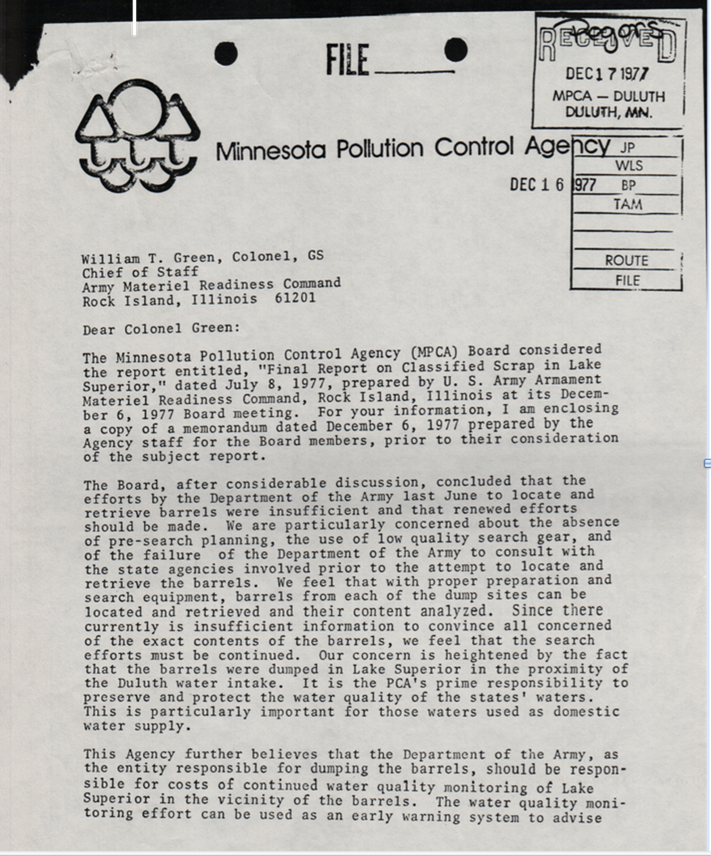 FILE
RECEIVED
DEC 17 1977
MPCA — DULUTH
DULUTH, MN.
Minnesota Pollution Control Agency
DEC 16 1977
JP
WLS
BP
TAM
ROUTE
FILE
William T. Green, Colonel, GS
Chief of Staff
Army Materiel Readiness Command
Rock Island, Illinois 61201
Dear Colonel Green:
The Minnesota Pollution Control Agency (MPCA) Board considered
the report entitled, "Final Report on Classified Scrap in Lake
Superior," dated July 8, 1977, prepared by U. S. Army Armament
Materiel Readiness Command, Rock Island, Illinois at its Decem-
ber 6, 1977 Board meeting. For your information, I am enclosing
a copy of a memorandum dated December 6, 1977 prepared by the
Agency staff for the Board members, prior to their consideration
of the subject report.
The Board, after considerable discussion, concluded that the
efforts by the Department of the Army last June to locate and
retrieve barrels were insufficient and that renewed efforts
should be made. We are particularly concerned about the absence
of pre-search planning, the use of low quality search gear, and
of the failure of the Department of the Army to consult with
the state agencies involved prior to the attempt to locate and
retrieve the barrels. We feel that with proper preparation and
search equipment, barrels from each of the dump sites can be
located and retrieved and their content analyzed. Since there
currently is insufficient information to convince all concerned
of the exact contents of the barrels, we feel that the search
efforts must be continued. Our concern is heightened by the fact
that the barrels were dumped in Lake Superior in the proximity of
the Duluth water intake. It is the PCA's prime responsibility to
preserve and protect the water quality of the states' waters.
This is particularly important for those waters used as domestic
water supply.
This Agency further believes that the Department of the Army, as
the entity responsible for dumping the barrels, should be respon-
sible for costs of continued water quality monitoring of Lake
Superior in the vicinity of the barrels. The water quality moni-
toring effort can be used as an early warning system to advise